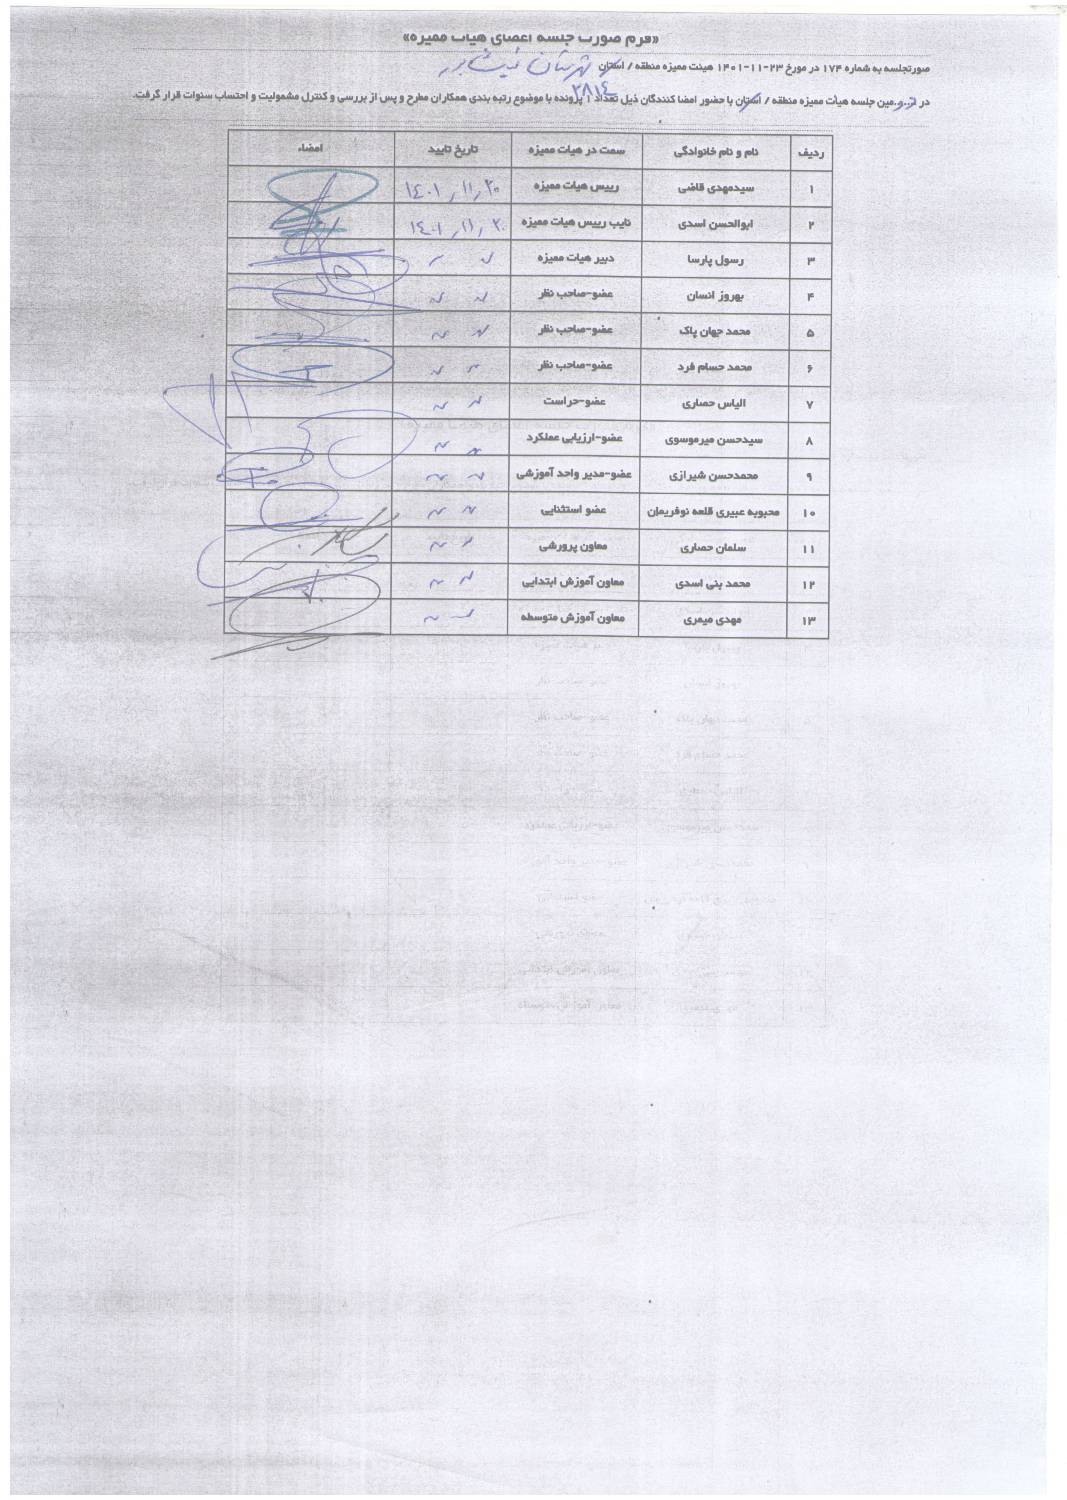 «فرم صورت جلسه اعضای هیات ممیزه»
صورتجلسه به شماره ۱۷۴ در مورخ ۲۳-۱۱-۱۴۰۱ هیئت ممیزه منطقه / استان شهرستان نیشابور
در مین جلسه هیأت ممیزه منطقه / استان با حضور امضا کنندگان ذیل تعداد ۲۸۱۴ پرونده با موضوع رتبه بندی همکاران مطرح و پس از بررسی و کنترل مشمولیت و احتساب سنوات قرار گرفت.
ردیف نام و نام خانوادگی سمت در هیات ممیزه تاریخ تایید امضاء
۱ سیدمهدی قاضی رییس هیات ممیزه ۱۴۰۱/۱۱/۲۰
۲ ابوالحسن اسدی نایب رییس هیات ممیزه ۱۴۰۱/۱۱/۲۰
۳ رسول پارسا دبیر هیات ممیزه
۴ بهروز انسان عضو-صاحب نظر
۵ محمد جهان پاک عضو-صاحب نظر
۶ محمد حسام فرد عضو-صاحب نظر
۷ الیاس حصاری عضو-حراست
۸ سیدحسن میرموسوی عضو-ارزیابی عملکرد
۹ محمدحسن شیرازی عضو-مدیر واحد آموزشی
۱۰ محبوبه عبیری قلعه نوفریمان عضو استثنایی
۱۱ سلمان حصاری معاون پرورشی
۱۲ محمد بنی اسدی معاون آموزش ابتدایی
۱۳ مهدی میمری معاون آموزش متوسطه